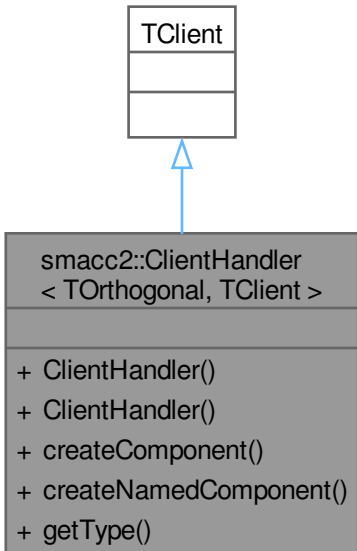 TClient
smacc2::ClientHandler
< TOrthogonal, TClient >
+ ClientHandler()
+ ClientHandler()
+ createComponent()
+ createNamedComponent()
+ getType()